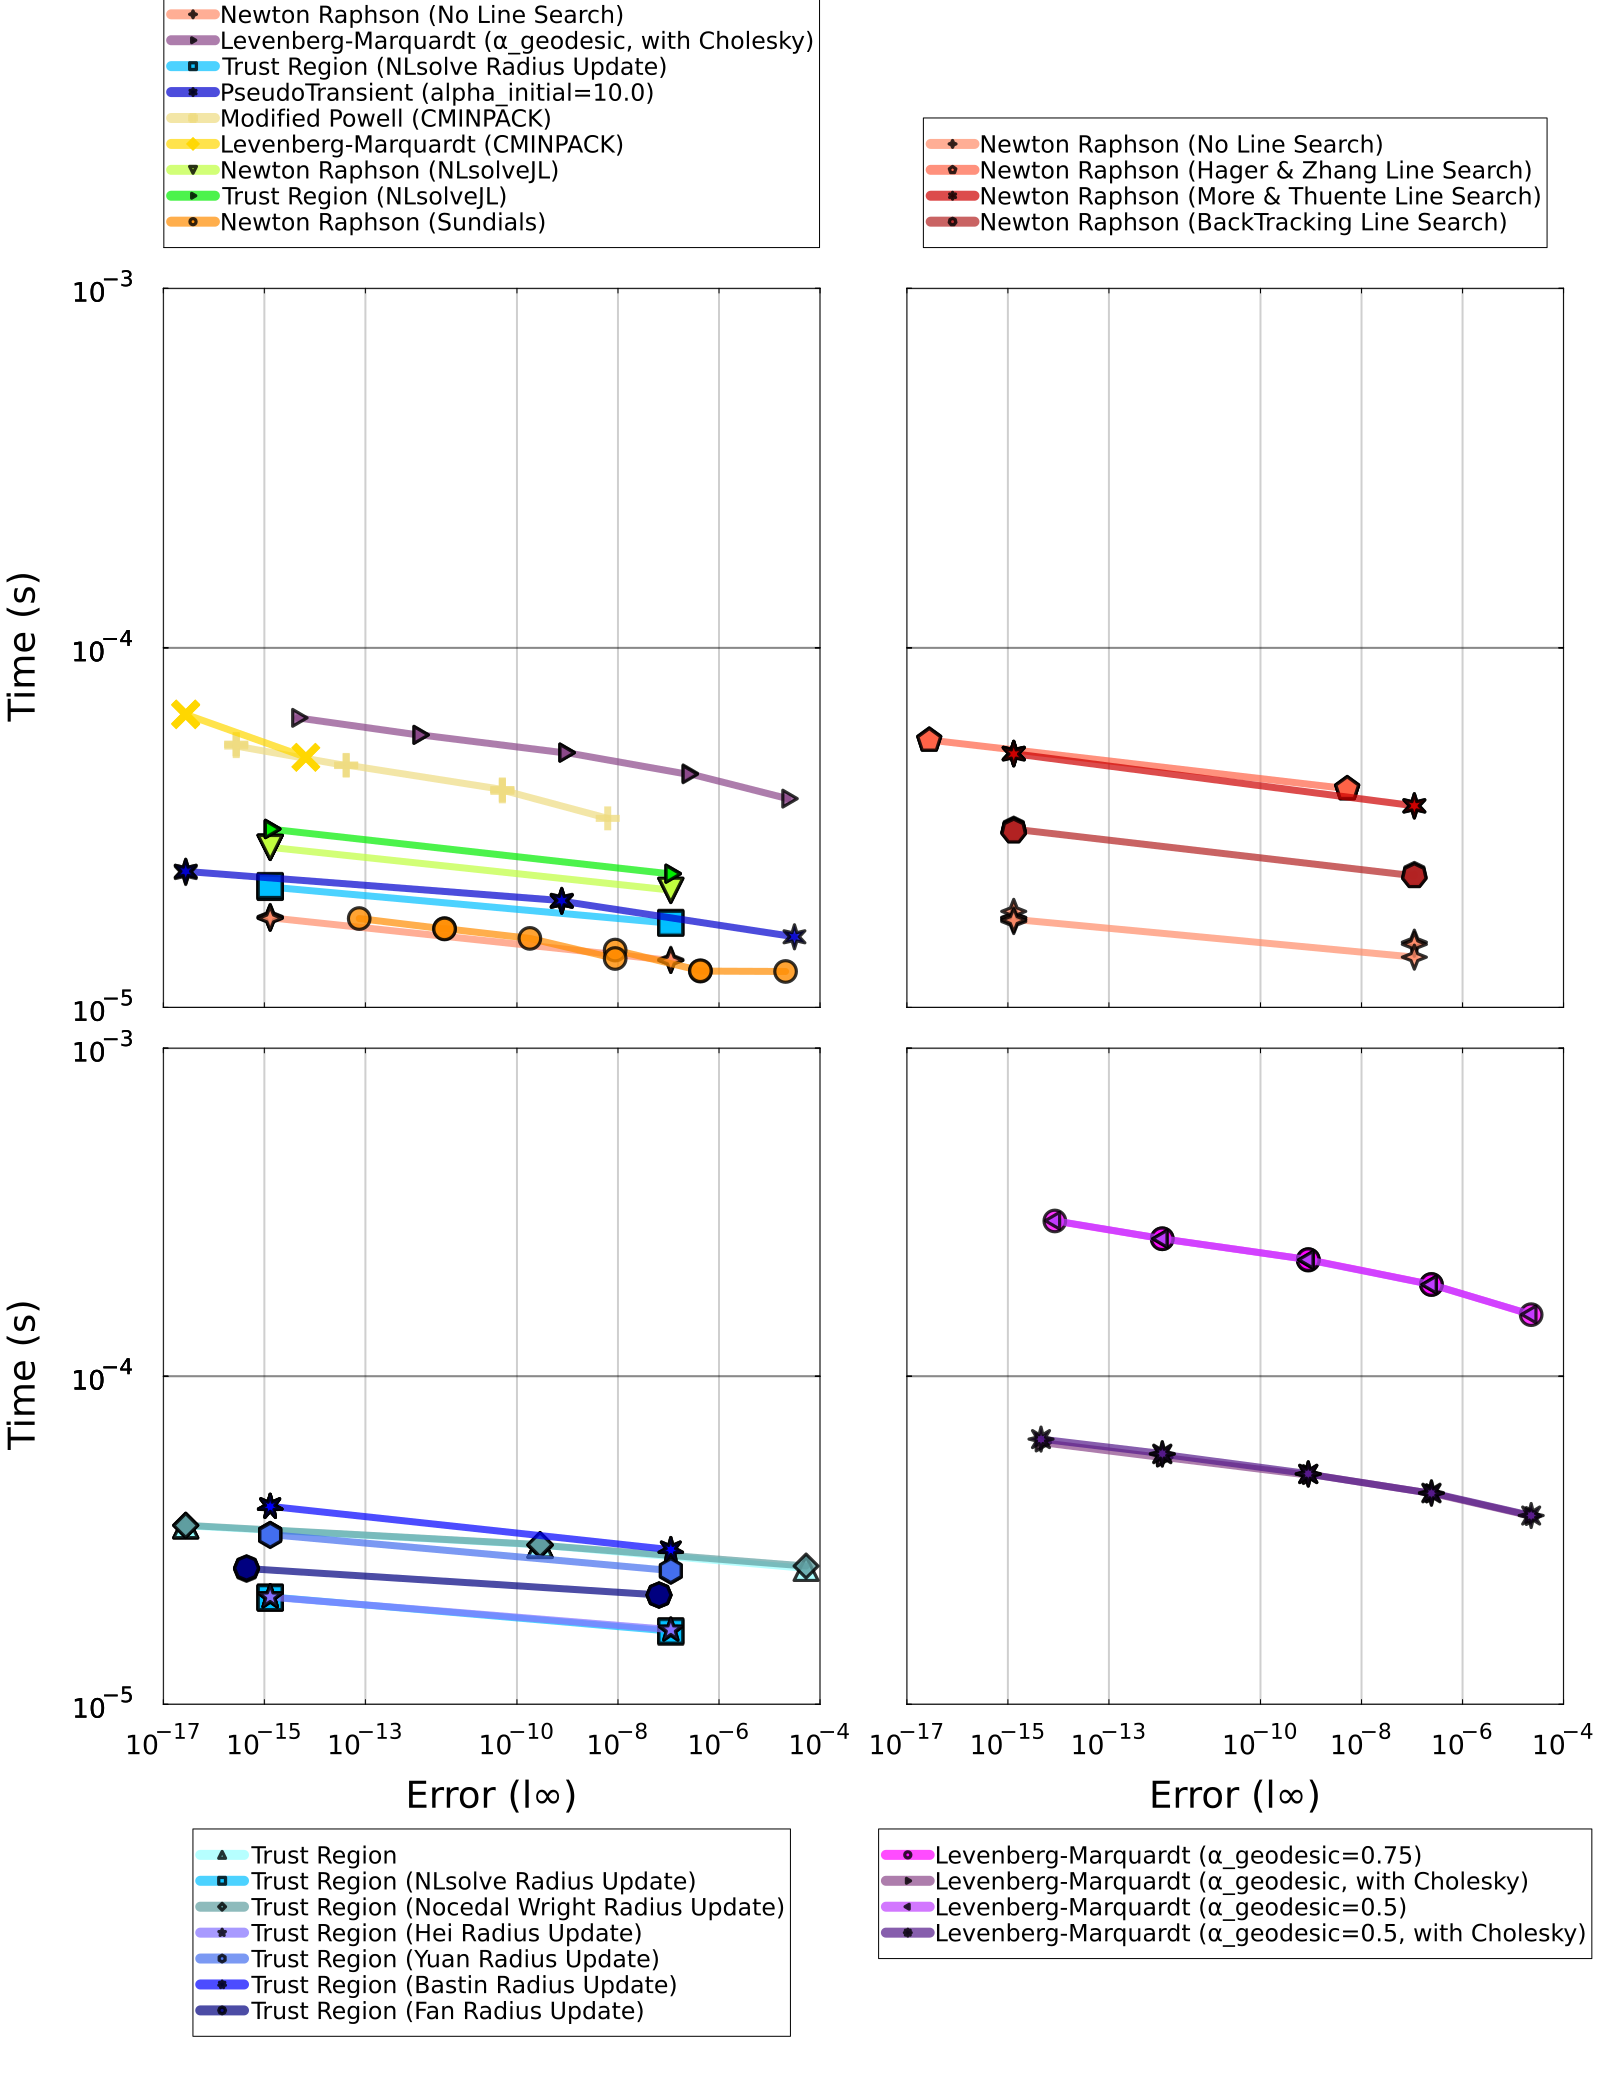 Newton Raphson (No Line Search)
Levenberg-Marquardt (α_geodesic, with Cholesky)
Trust Region (NLsolve Radius Update)
PseudoTransient (alpha_initial=10.0)
Modified Powell (CMINPACK)
Levenberg-Marquardt (CMINPACK)
Newton Raphson (NLsolveJL)
Trust Region (NLsolveJL)
Newton Raphson (Sundials)
Newton Raphson (No Line Search)
Newton Raphson (Hager & Zhang Line Search)
Newton Raphson (More & Thuente Line Search)
Newton Raphson (BackTracking Line Search)
10⁻³
10⁻⁴
10⁻⁵
Time (s)
10⁻³
10⁻⁴
10⁻⁵
Time (s)
10⁻¹⁷ 10⁻¹⁵ 10⁻¹³ 10⁻¹⁰ 10⁻⁸ 10⁻⁶ 10⁻⁴
Error (l∞)
10⁻¹⁷ 10⁻¹⁵ 10⁻¹³ 10⁻¹⁰ 10⁻⁸ 10⁻⁶ 10⁻⁴
Error (l∞)
Trust Region
Trust Region (NLsolve Radius Update)
Trust Region (Nocedal Wright Radius Update)
Trust Region (Hei Radius Update)
Trust Region (Yuan Radius Update)
Trust Region (Bastin Radius Update)
Trust Region (Fan Radius Update)
Levenberg-Marquardt (α_geodesic=0.75)
Levenberg-Marquardt (α_geodesic, with Cholesky)
Levenberg-Marquardt (α_geodesic=0.5)
Levenberg-Marquardt (α_geodesic=0.5, with Cholesky)